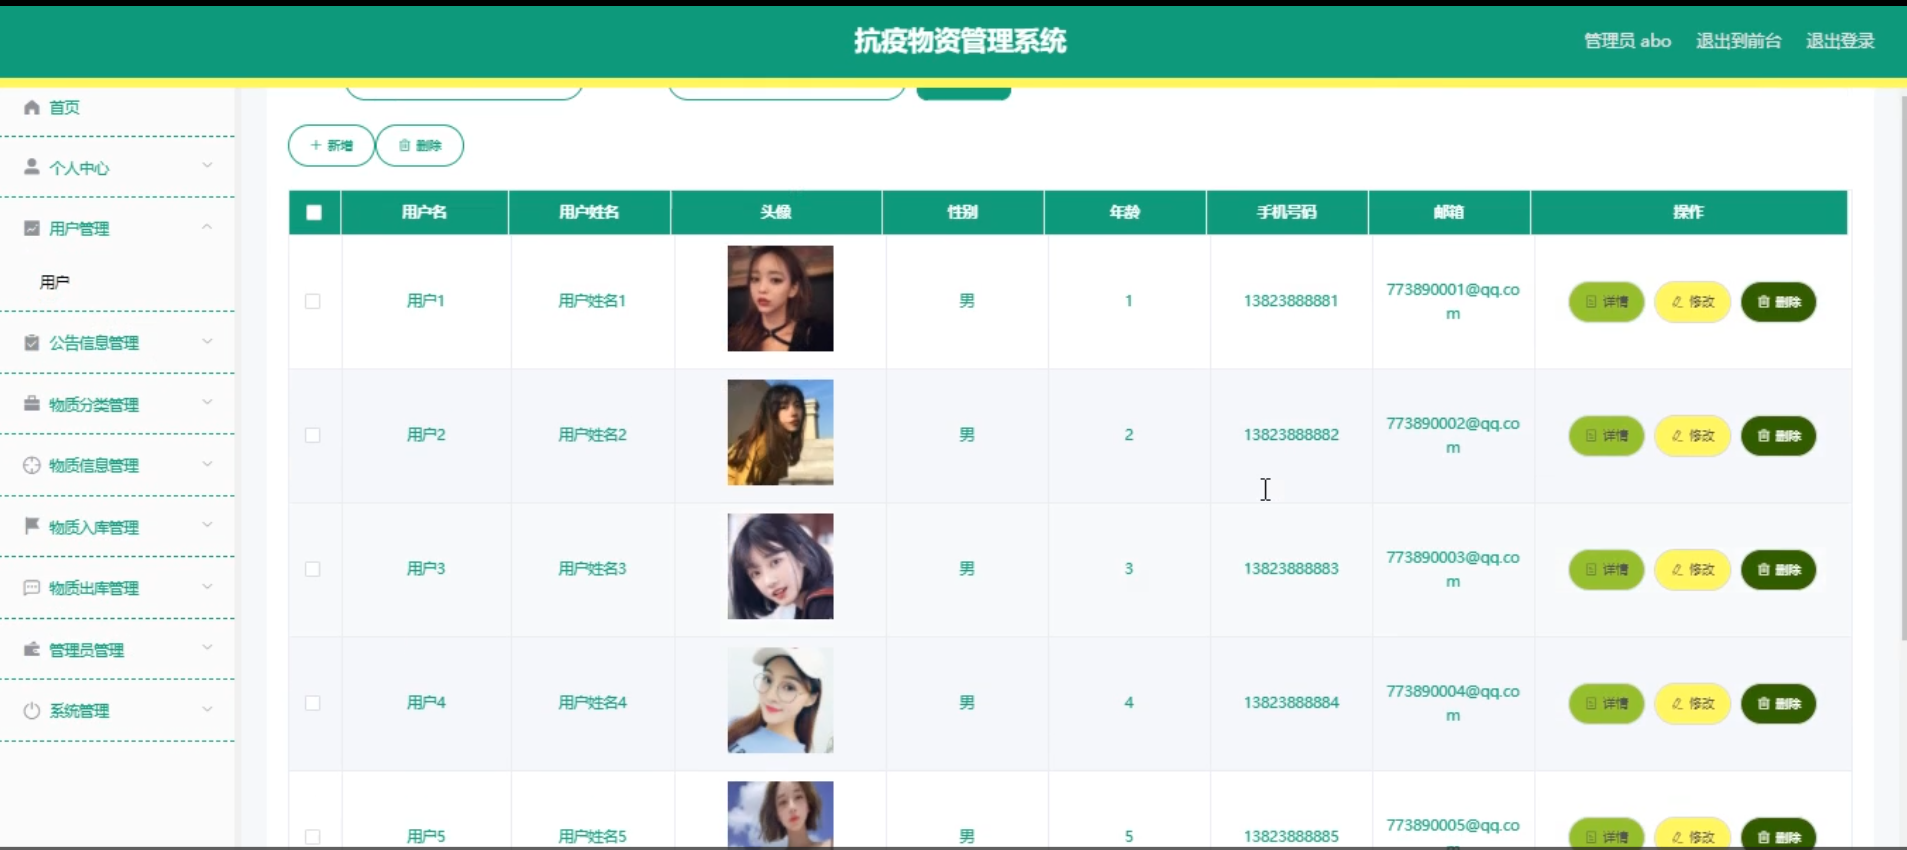 抗疫物资管理系统
管理员 abo 退出到前台 退出登录
首页
个人中心
用户管理
用户
公告信息管理
物质分类管理
物质信息管理
物质入库管理
物质出库管理
管理员管理
系统管理
新增 删除
用户名 用户姓名 头像 性别 年龄 手机号码 邮箱 操作
用户1 用户姓名1 男 1 13823888881 773890001@qq.co
m
详情 修改 删除
用户2 用户姓名2 男 2 13823888882 773890002@qq.co
m
详情 修改 删除
用户3 用户姓名3 男 3 13823888883 773890003@qq.co
m
详情 修改 删除
用户4 用户姓名4 男 4 13823888884 773890004@qq.co
m
详情 修改 删除
用户5 用户姓名5 男 5 13823888885 773890005@qq.co
详情 修改 删除